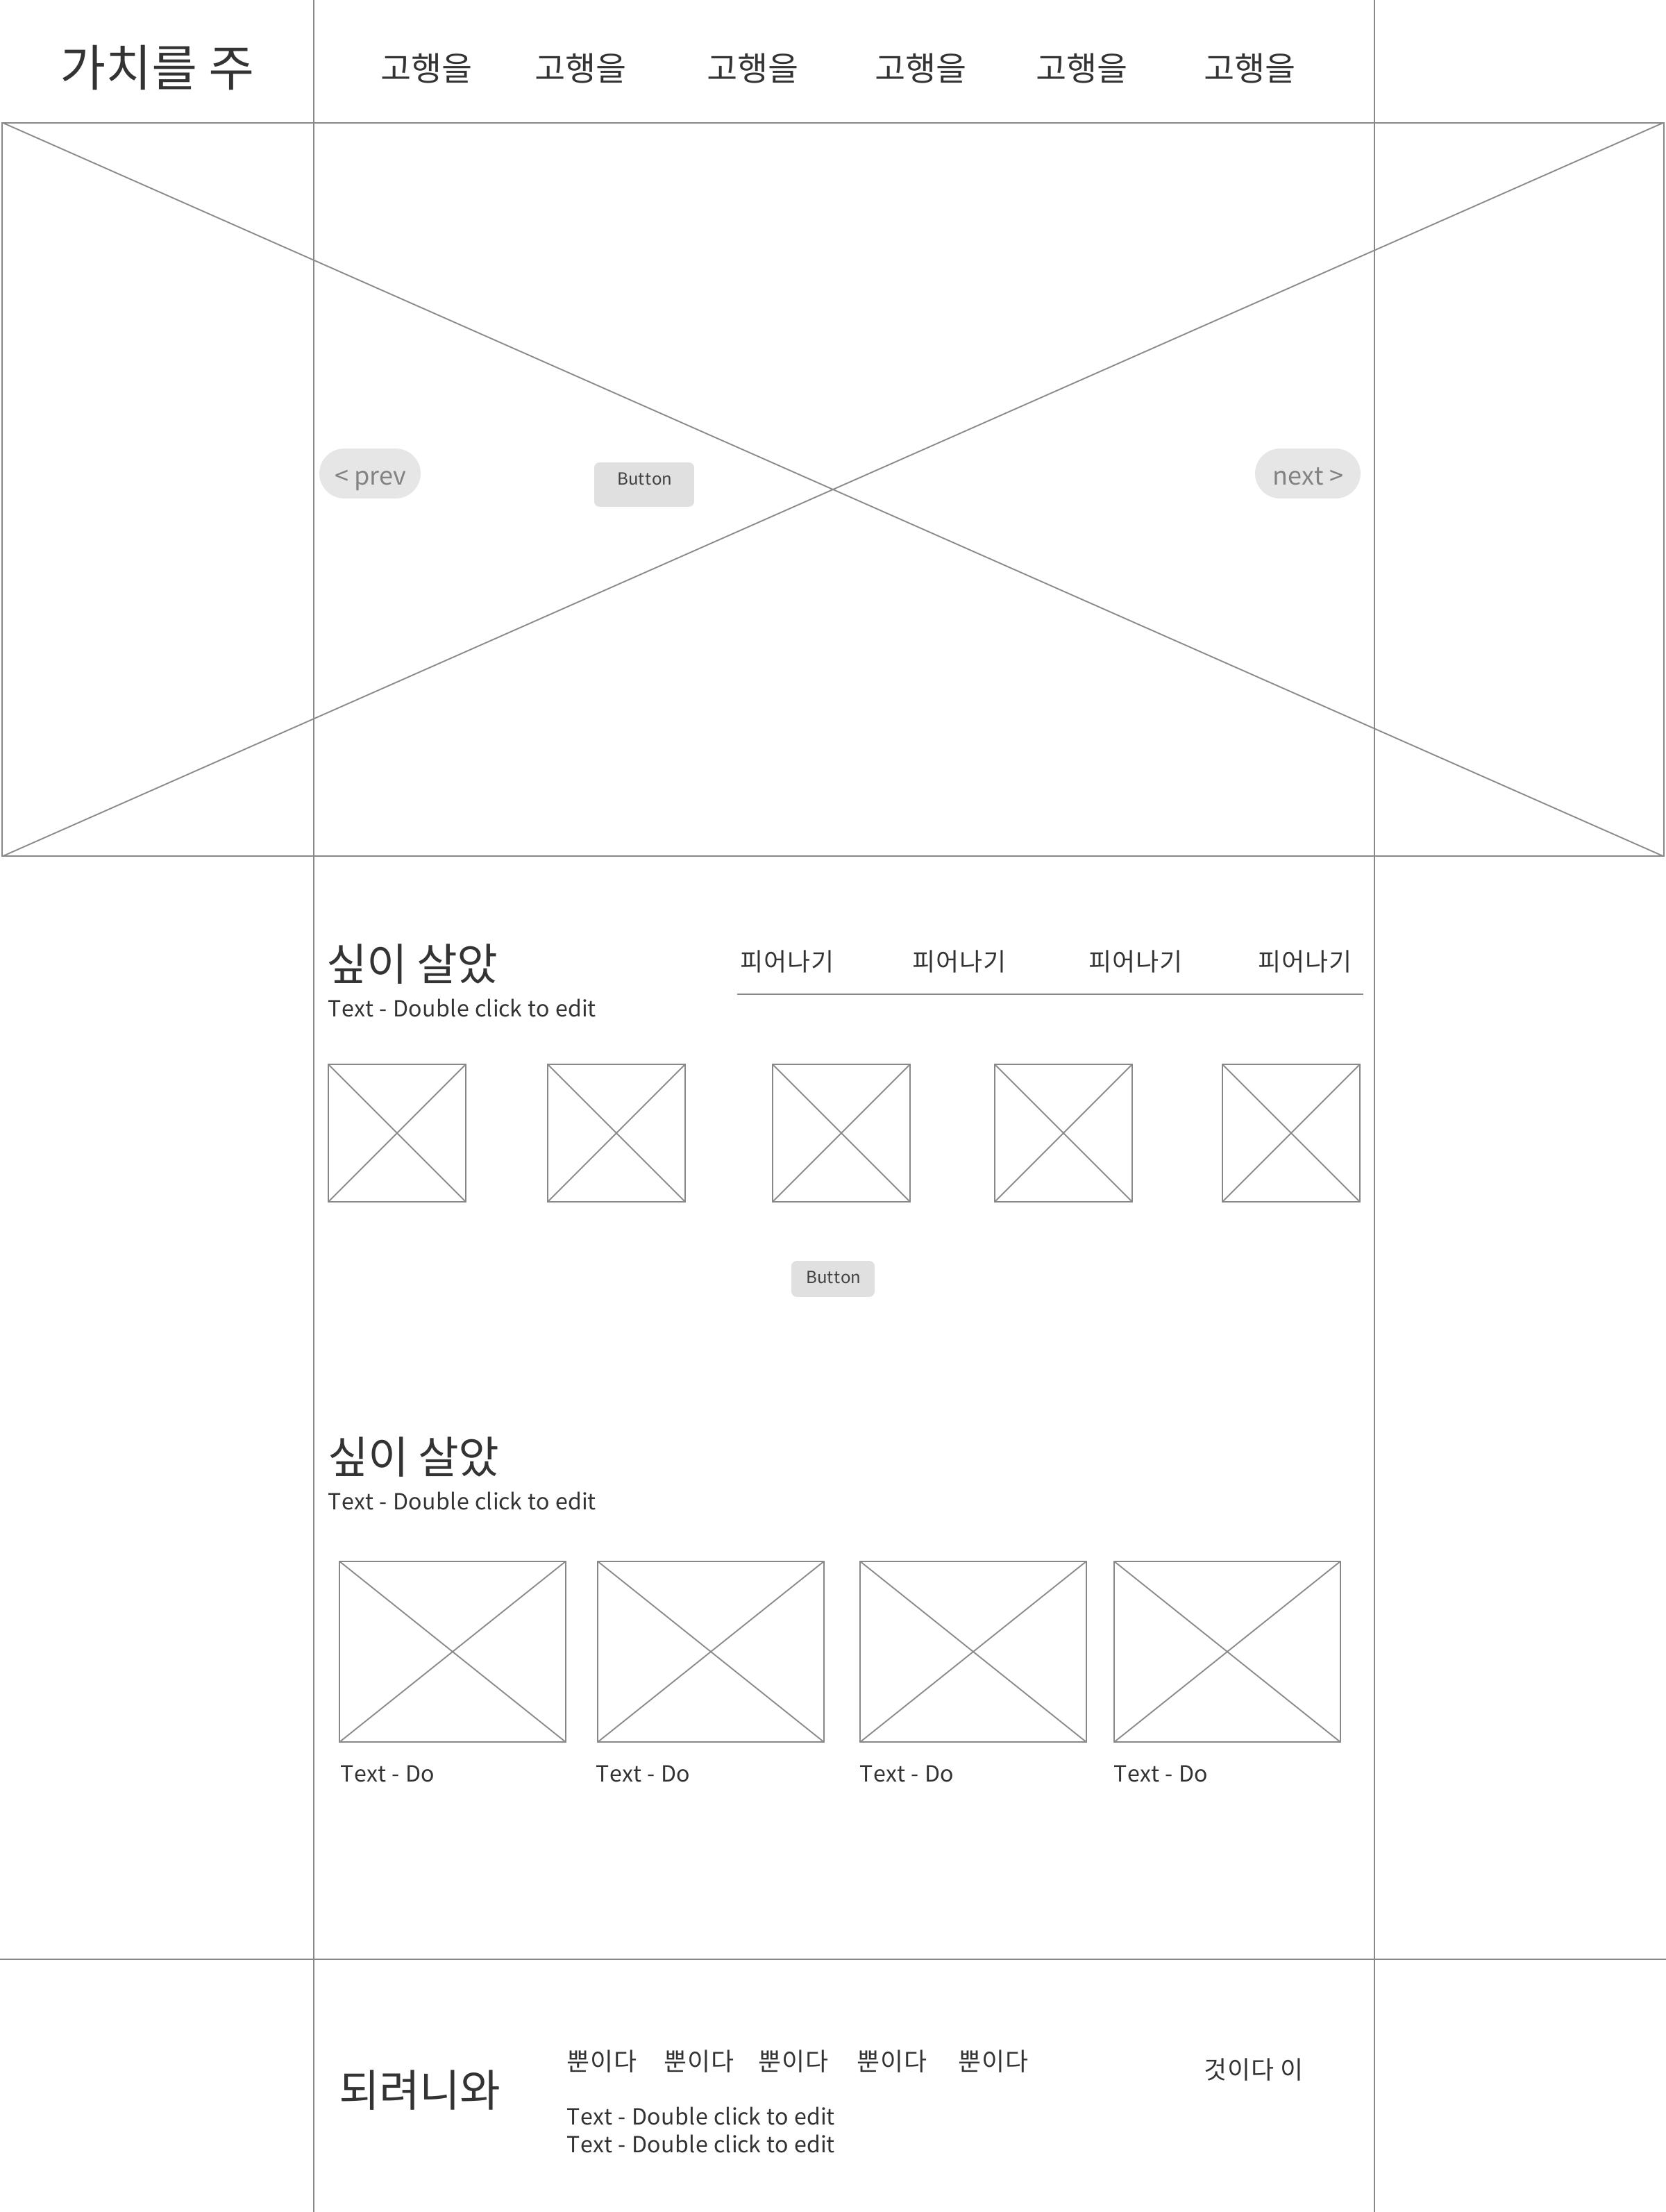 가치를 주
고행을 고행을 고행을 고행을 고행을 고행을
< prev
Button
next >
싶이 살았
피어나기 피어나기 피어나기 피어나기
Text - Double click to edit
Button
싶이 살았
Text - Double click to edit
Text - Do Text - Do Text - Do Text - Do
되려니와
뿐이다 뿐이다 뿐이다 뿐이다 뿐이다
것이다 이
Text - Double click to edit
Text - Double click to edit